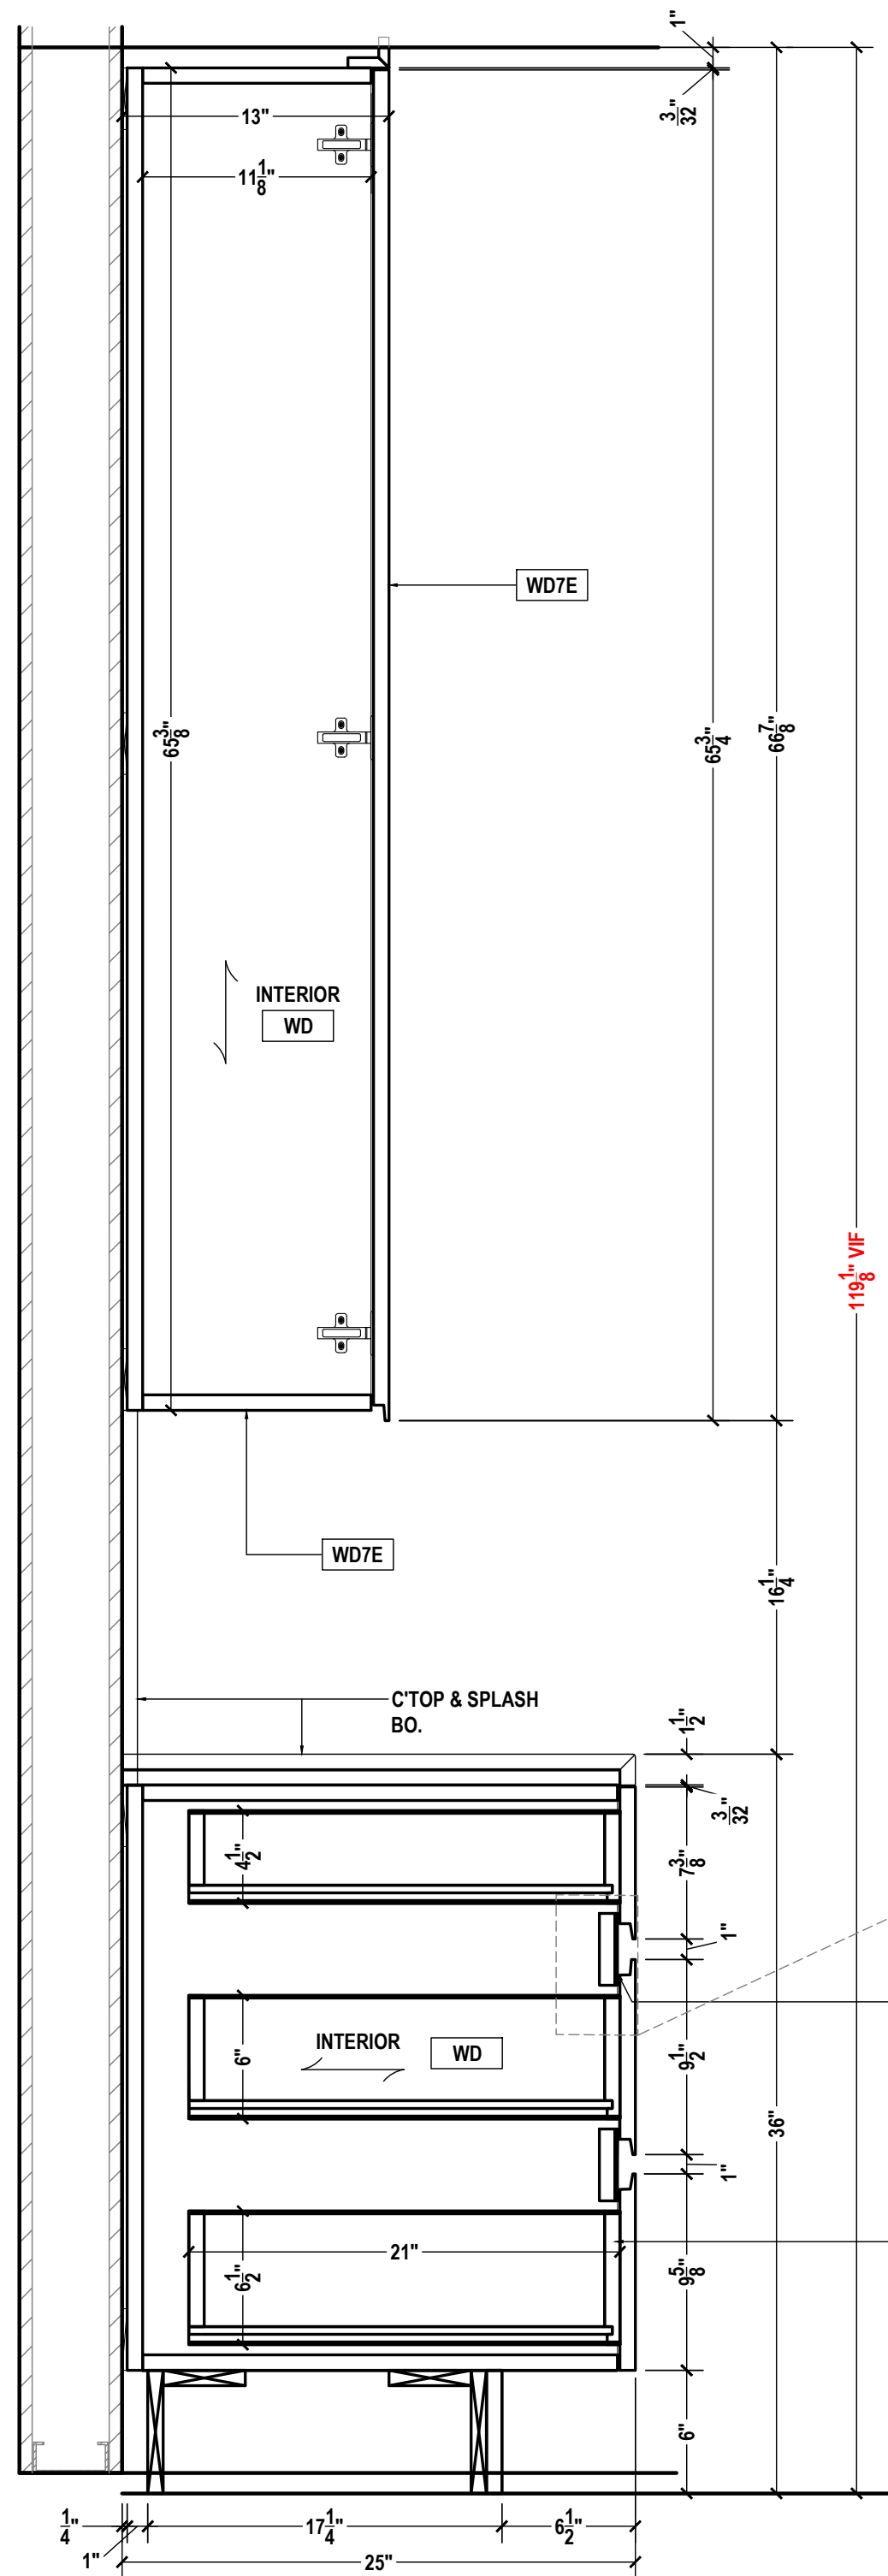 1"
3/32"
13"
11 1/8"
WD7E
65 3/8"
65 3/4"
66 7/8"
INTERIOR
WD
119 1/8" VIF
WD7E
16 1/4"
C'TOP & SPLASH
BO.
1 1/2"
3/32"
4 1/2"
7 3/8"
1"
INTERIOR
WD
6"
9 1/2"
36"
1"
21"
6 1/2"
9 5/8"
6"
1/4"
1"
17 1/4"
6 1/2"
25"